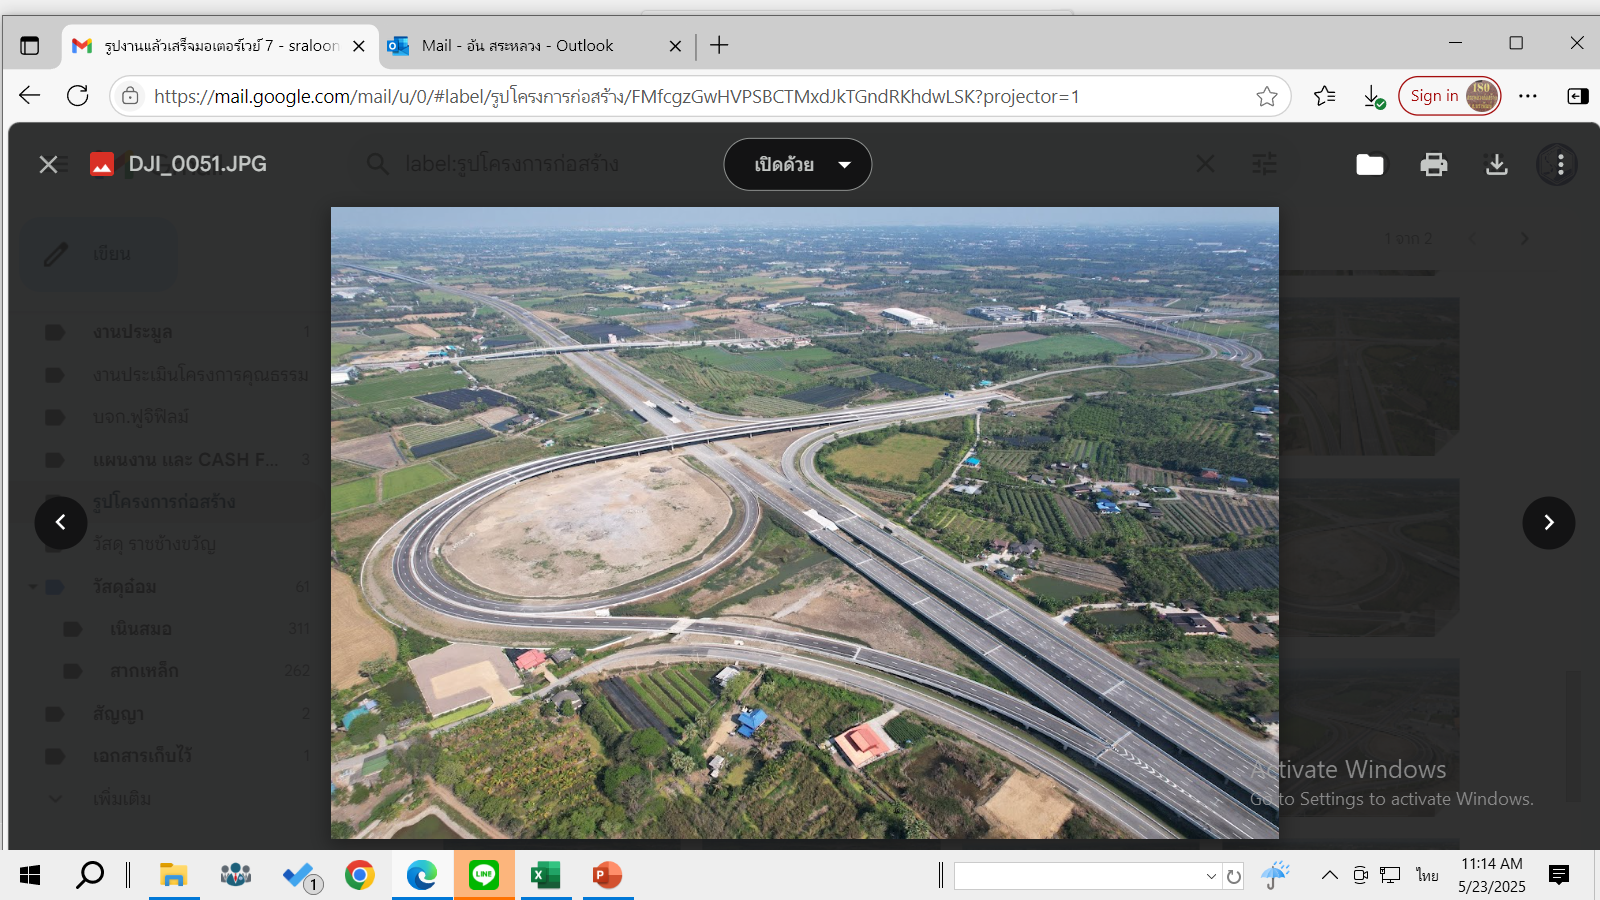 รูปงานแล้วเสร็จมอเตอร์เวย์ 7 - sraloon
Mail - อัน สระหลวง - Outlook
https://mail.google.com/mail/u/0/#label/รูปโครงการก่อสร้าง/FMfcgzGwHVPSBCTMxdJkTGndRKhdwLSK?projector=1
Sign in
180
DJI_0051.JPG
label:รูปโครงการก่อสร้าง
เปิดด้วย
เขียน
1 จาก 2
งานประมูล 1
งานประเมินโครงการคุณธรรม
บจก.ฟูจิฟิลม์
แผนงาน และ CASH F... 3
รูปโครงการก่อสร้าง
วัสดุ ราชช้างขวัญ
วัสดุอ๋อม 61
เนินสมอ 311
สากเหล็ก 262
สัญญา 2
เอกสารเก็บไว้ 1
เพิ่มเติม
Activate Windows
Go to Settings to activate Windows.
1
LINE
ไทย
11:14 AM
5/23/2025